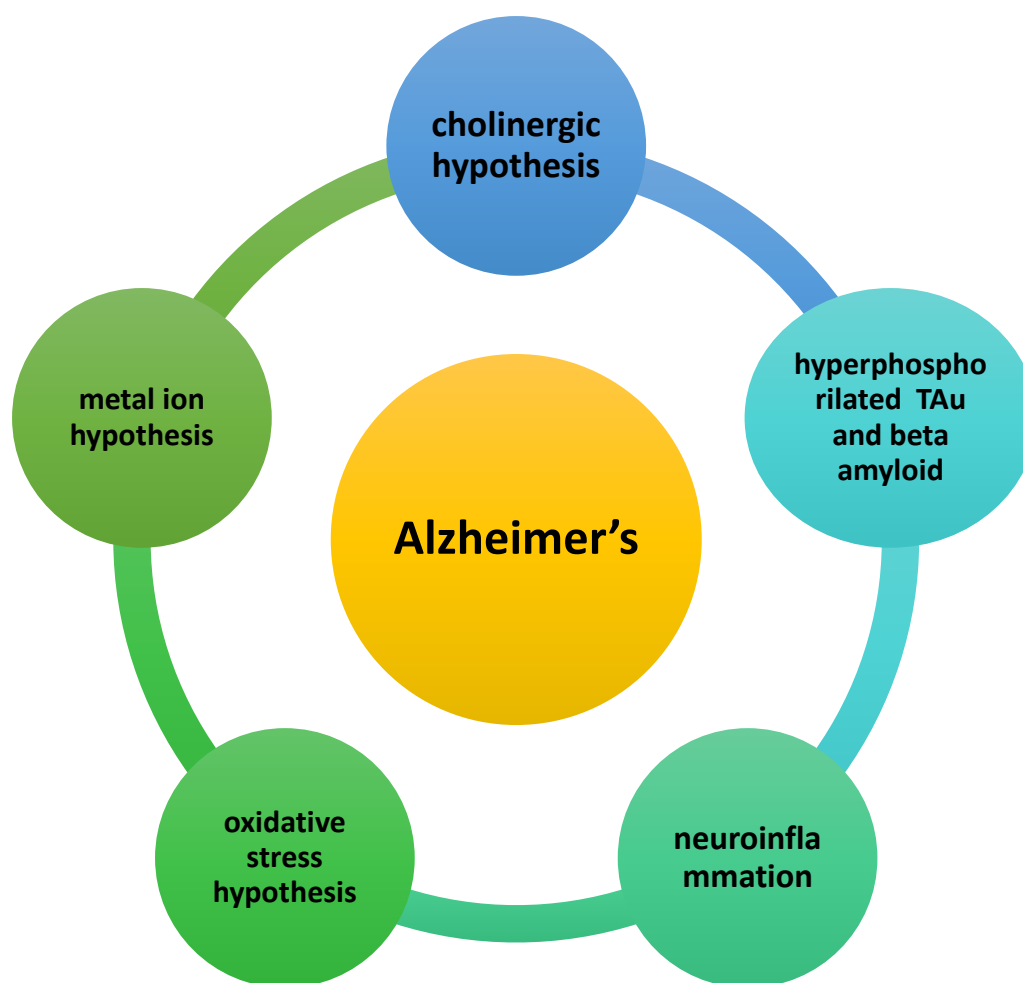 cholinergic
hypothesis
hyperphospho
rilated TAu
and beta
amyloid
neuroinfla
mmation
oxidative
stress
hypothesis
metal ion
hypothesis
Alzheimer’s